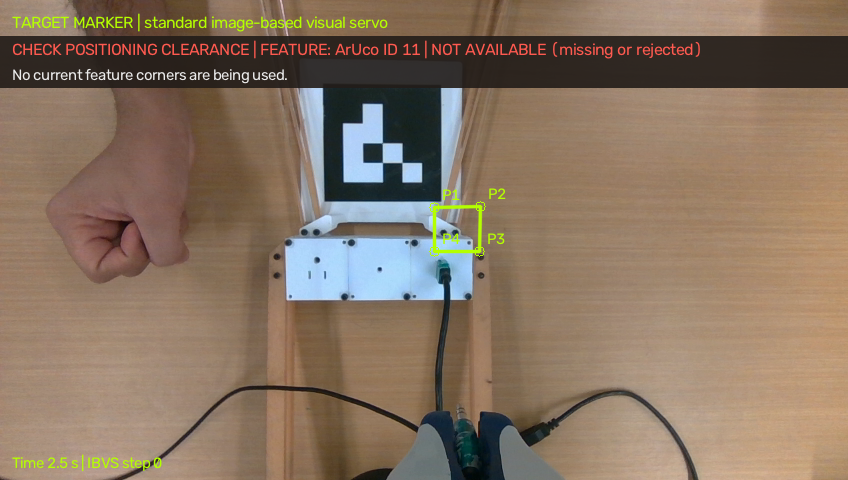 TARGET MARKER | standard image-based visual servo
CHECK POSITIONING CLEARANCE | FEATURE: ArUco ID 11 | NOT AVAILABLE (missing or rejected)
No current feature corners are being used.
P1 P2
P4 P3
Time 2.5 s | IBVS step 0